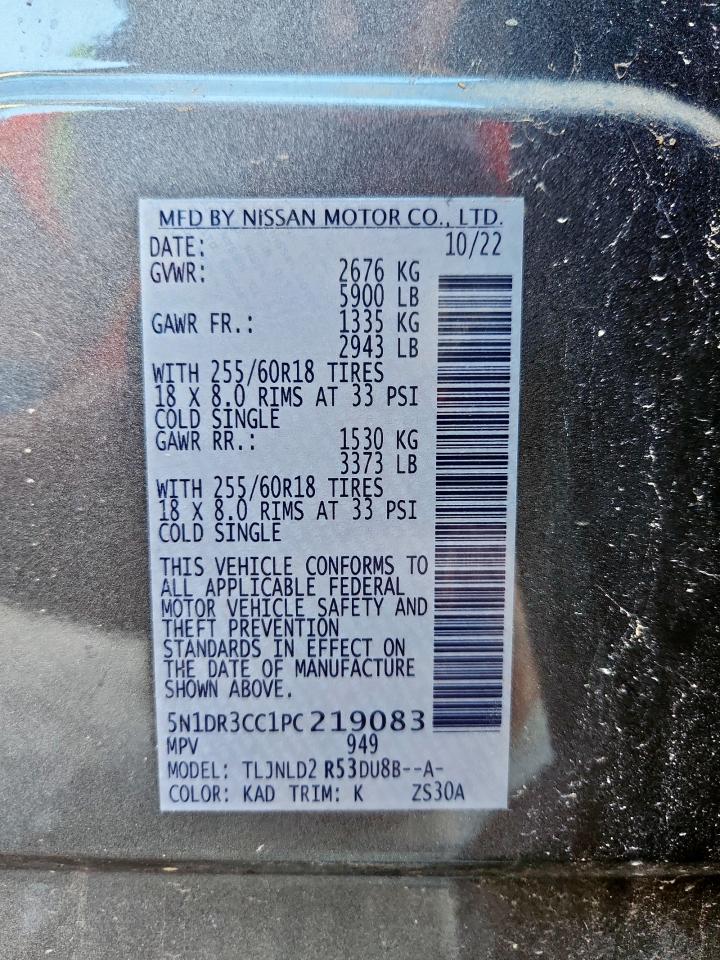 MFD BY NISSAN MOTOR CO., LTD.
DATE: 10/22
GVWR: 2676 KG
5900 LB
GAWR FR.: 1335 KG
2943 LB
WITH 255/60R18 TIRES
18 X 8.0 RIMS AT 33 PSI
COLD SINGLE
GAWR RR.: 1530 KG
3373 LB
WITH 255/60R18 TIRES
18 X 8.0 RIMS AT 33 PSI
COLD SINGLE
THIS VEHICLE CONFORMS TO
ALL APPLICABLE FEDERAL
MOTOR VEHICLE SAFETY AND
THEFT PREVENTION
STANDARDS IN EFFECT ON
THE DATE OF MANUFACTURE
SHOWN ABOVE.
5N1DR3CC1PC219083
MPV 949
MODEL: TLJNLD2 R53DU8B--A-
COLOR: KAD TRIM: K ZS30A